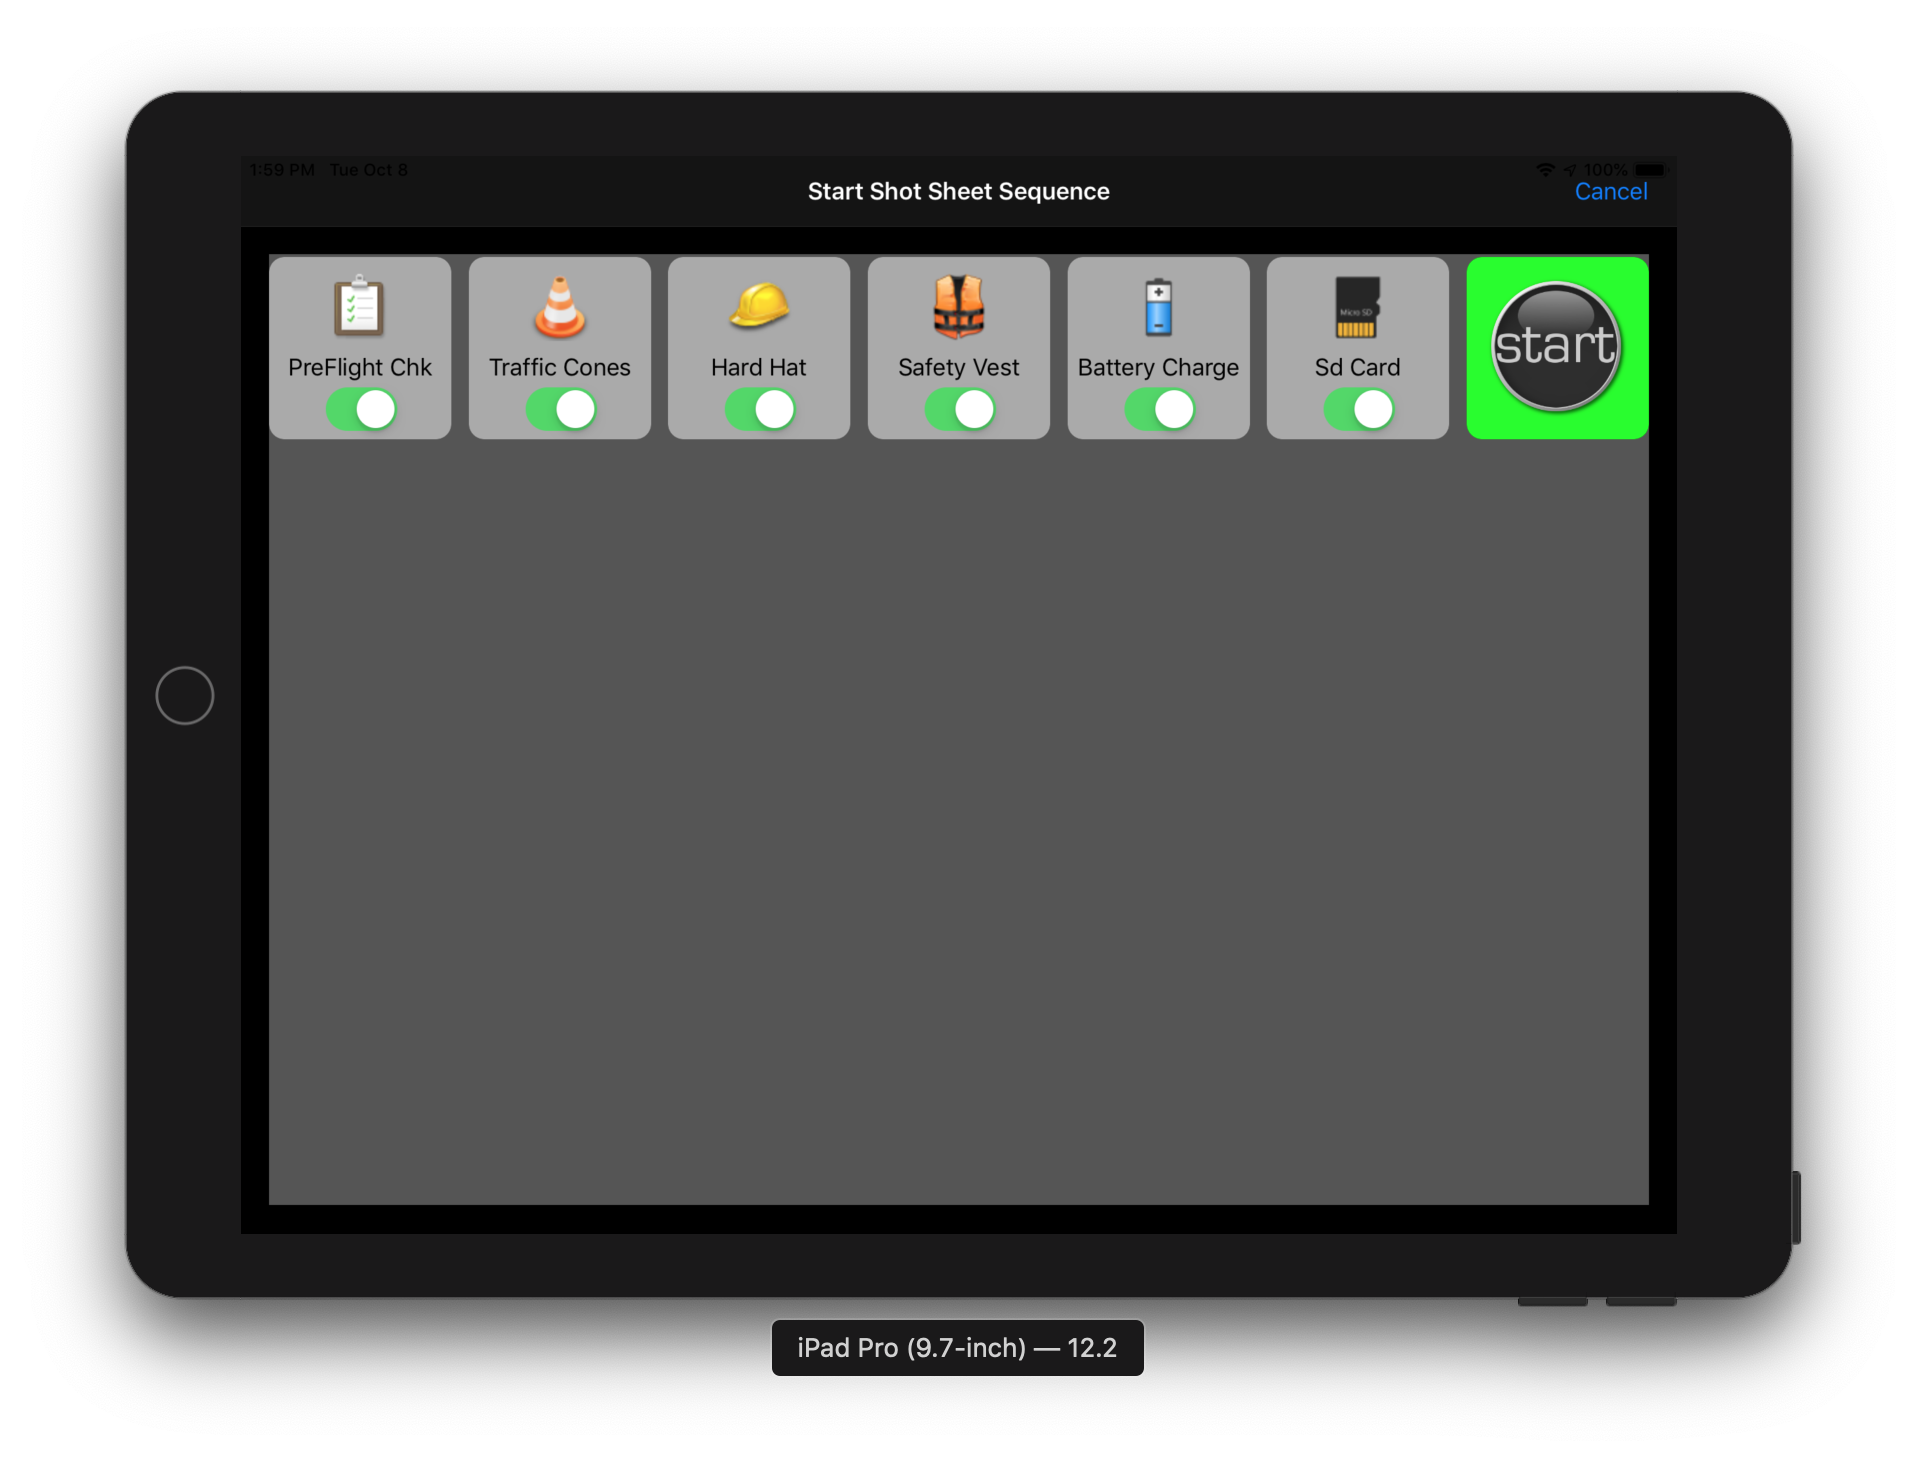 1:59 PM Tue Oct 8
100%
Start Shot Sheet Sequence
Cancel
PreFlight Chk
Traffic Cones
Hard Hat
Safety Vest
Battery Charge
Micro SD
Sd Card
start
iPad Pro (9.7-inch) — 12.2